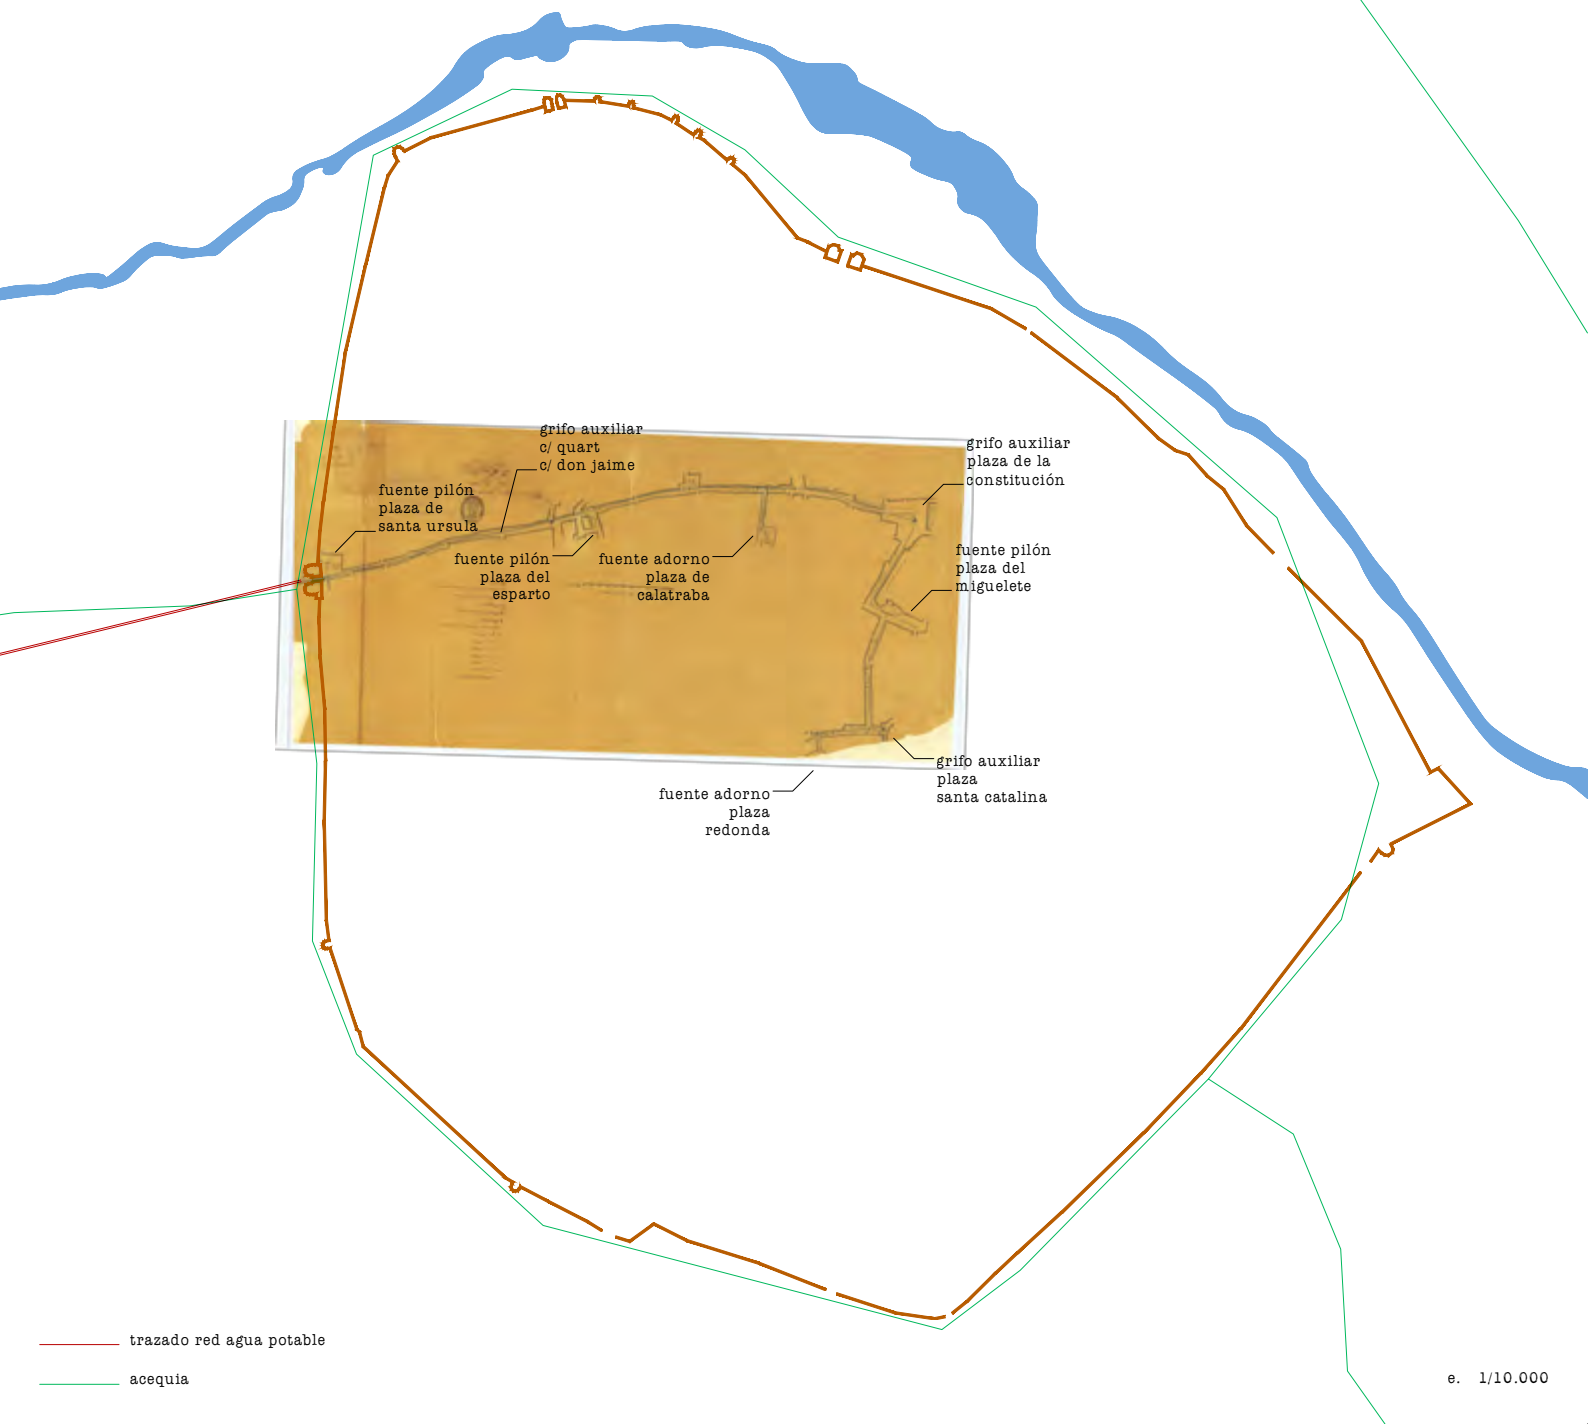 grifo auxiliar
c/ quart
c/ don jaime
grifo auxiliar
plaza de la
constitución
fuente pilón
plaza de
santa ursula
fuente pilón
plaza del
esparto
fuente adorno
plaza de
calatraba
fuente pilón
plaza del
miguelete
grifo auxiliar
plaza
santa catalina
fuente adorno
plaza
redonda
trazado red agua potable
acequia
e. 1/10.000